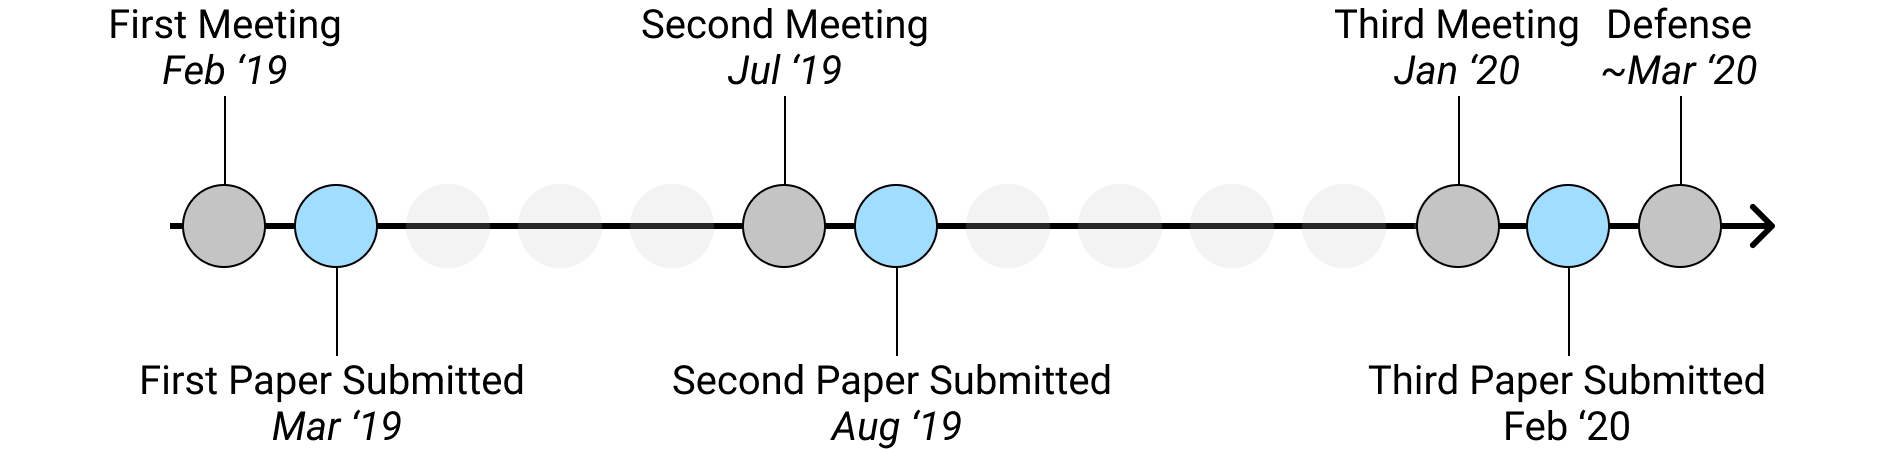 First Meeting
Feb ‘19
Second Meeting
Jul ‘19
Third Meeting
Jan ‘20
Defense
~Mar ‘20
First Paper Submitted
Mar ‘19
Second Paper Submitted
Aug ‘19
Third Paper Submitted
Feb ‘20